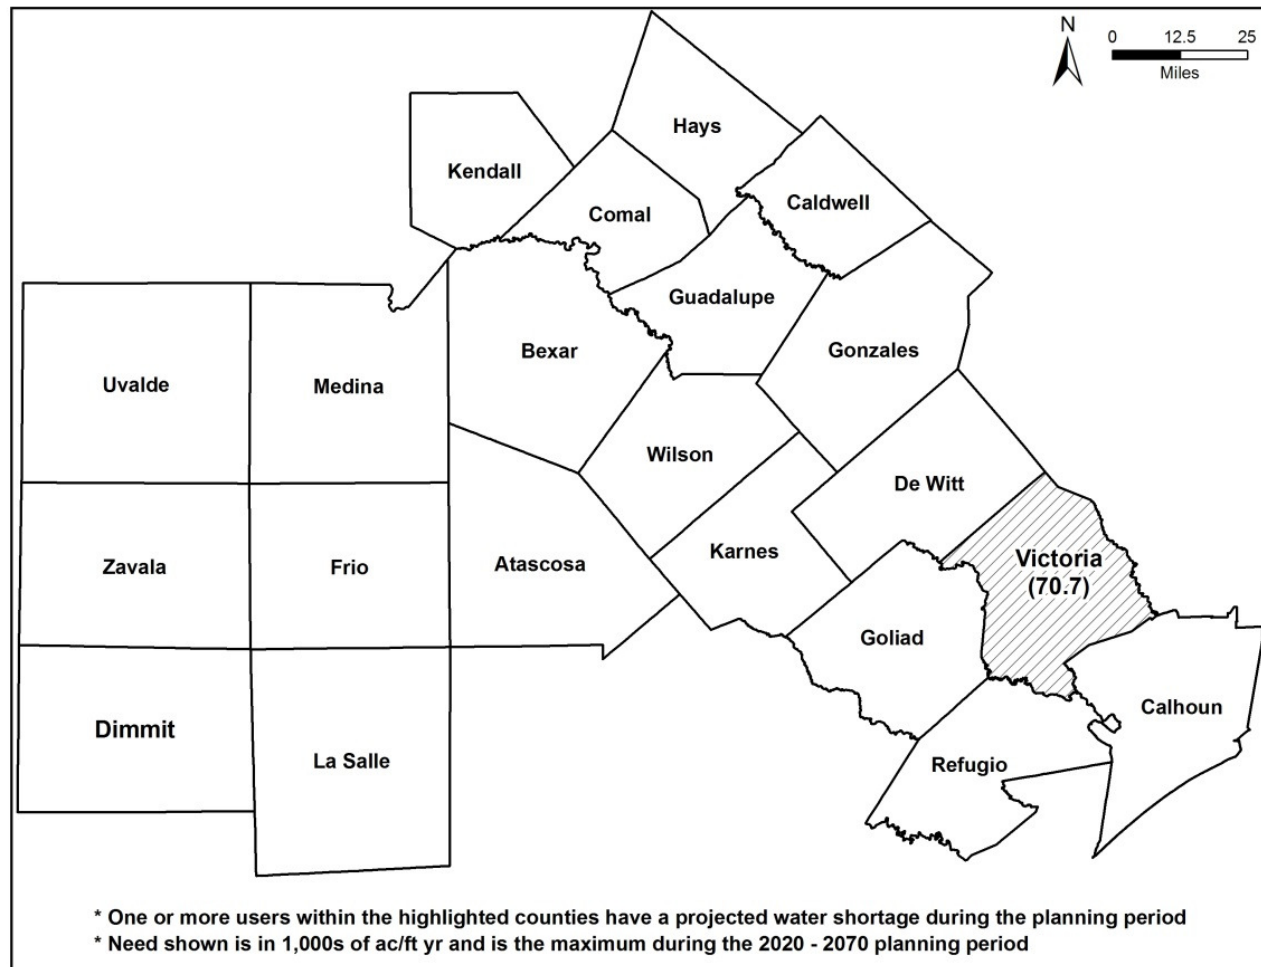 N
0 12.5 25
Miles
Hays
Kendall
Caldwell
Comal
Guadalupe
Bexar
Gonzales
Uvalde
Medina
Wilson
De Witt
Karnes
Victoria
(70.7)
Zavala
Frio
Atascosa
Goliad
Calhoun
Dimmit
La Salle
Refugio
* One or more users within the highlighted counties have a projected water shortage during the planning period
* Need shown is in 1,000s of ac/ft yr and is the maximum during the 2020 - 2070 planning period